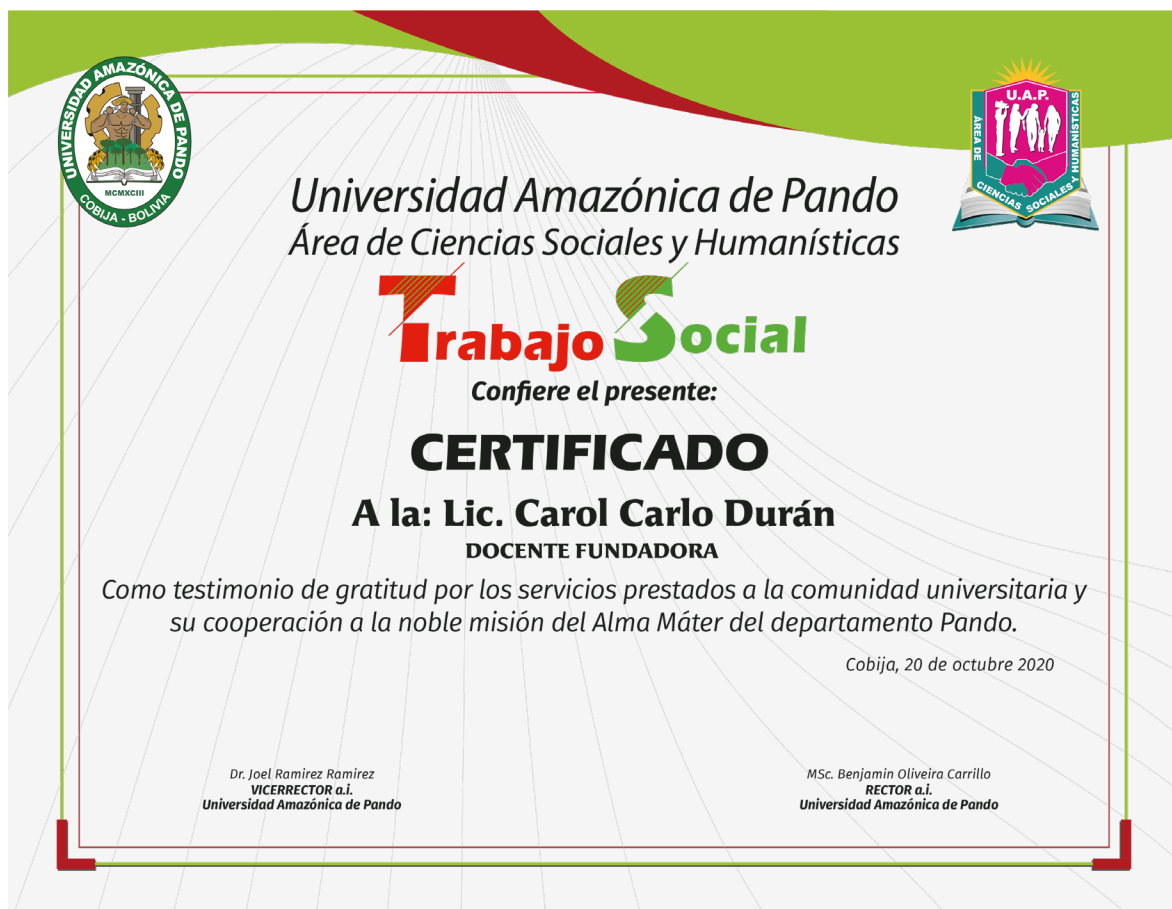 UNIVERSIDAD AMAZÓNICA DE PANDO
MCMXCIII
COBIJA - BOLIVIA
U.A.P.
ÁREA DE
CIENCIAS SOCIALES Y HUMANÍSTICAS
Universidad Amazónica de Pando
Área de Ciencias Sociales y Humanísticas
Trabajo Social
Confiere el presente:
CERTIFICADO
A la: Lic. Carol Carlo Durán
DOCENTE FUNDADORA
Como testimonio de gratitud por los servicios prestados a la comunidad universitaria y
su cooperación a la noble misión del Alma Máter del departamento Pando.
Cobija, 20 de octubre 2020
Dr. Joel Ramirez Ramirez
VICERRECTOR a.i.
Universidad Amazónica de Pando
MSc. Benjamin Oliveira Carrillo
RECTOR a.i.
Universidad Amazónica de Pando